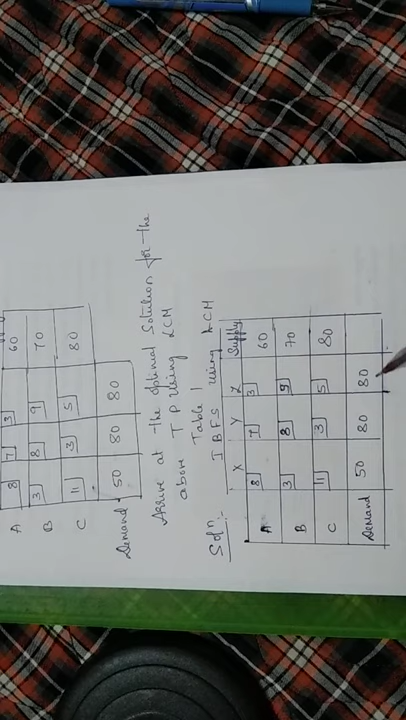 A 8 7 3 60
B 3 8 9 70
C 11 3 5 80
Demand 50 80 80
Arrive at the optimal Solution for the
above T P using LCM
Table 1
Soln:- IBFS using LCM
X Y Z Supply
A 8 7 3 60
B 3 8 9 70
C 11 3 5 80
Demand 50 80 80